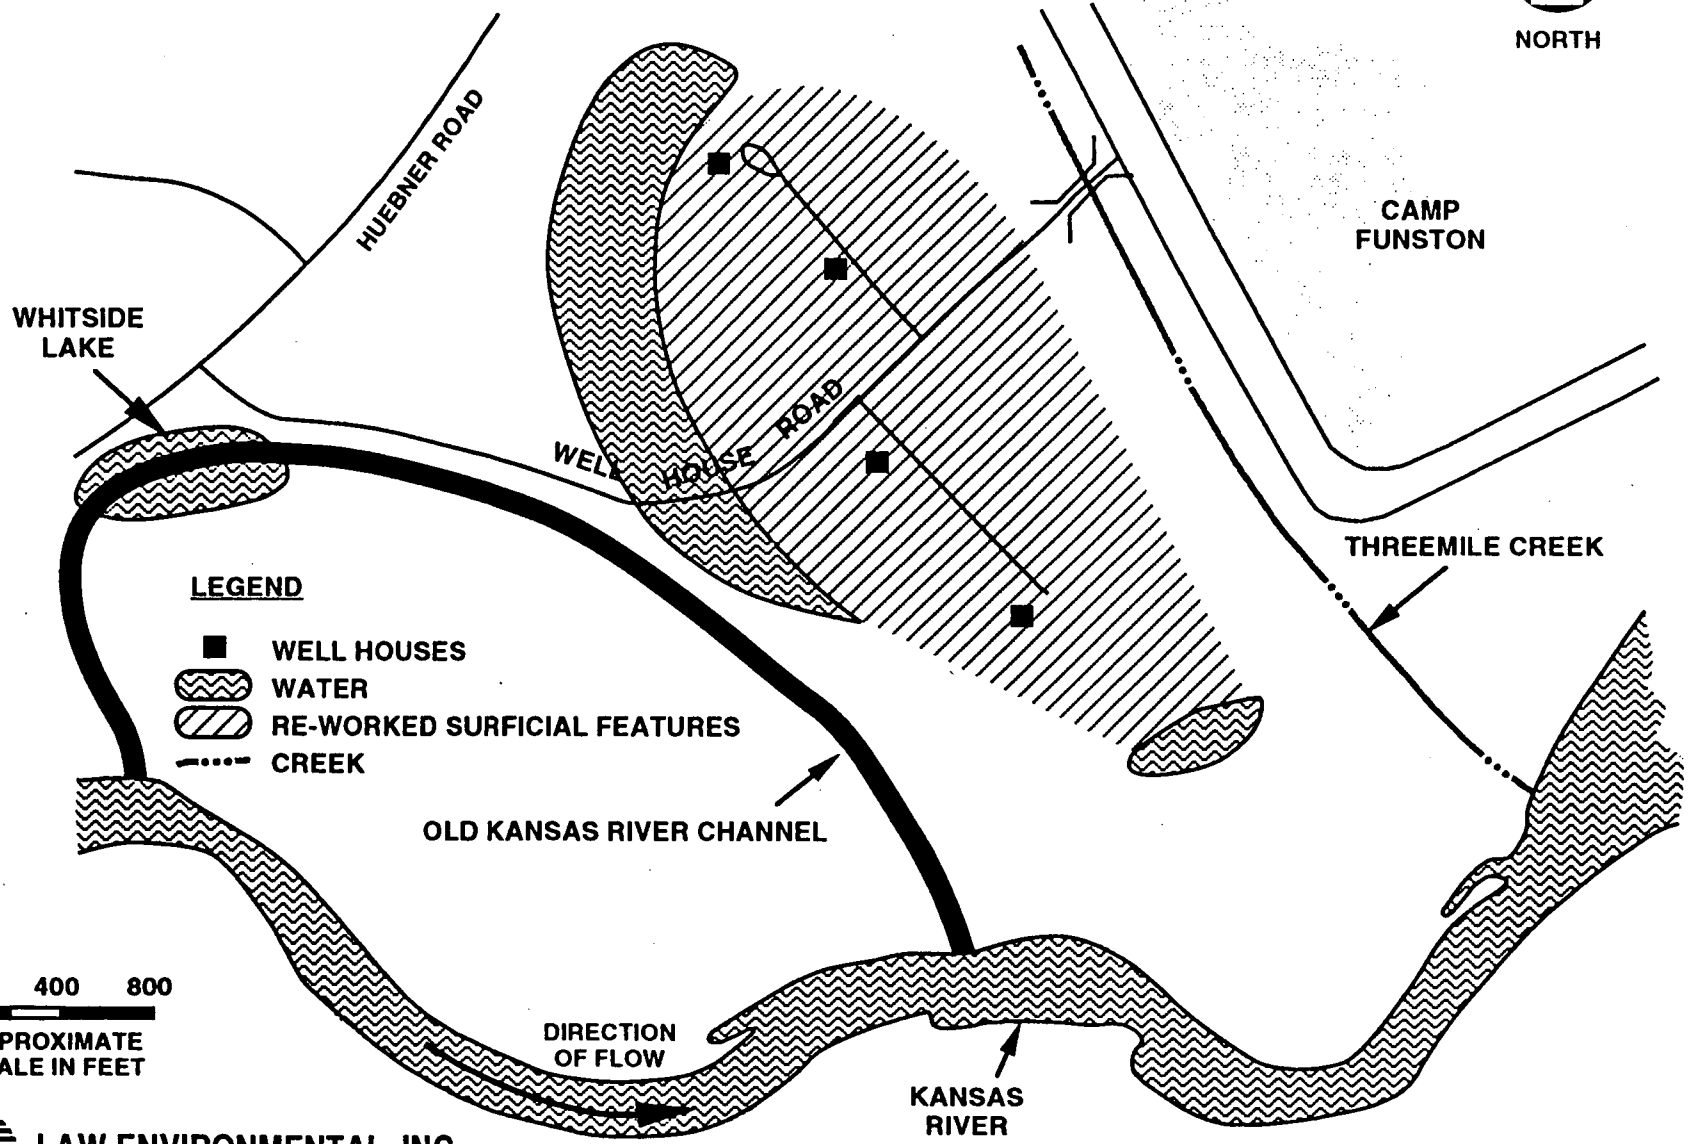 NORTH
HUEBNER ROAD
CAMP
FUNSTON
WHITSIDE
LAKE
WELL HOUSE ROAD
THREEMILE CREEK
LEGEND
WELL HOUSES
WATER
RE-WORKED SURFICIAL FEATURES
CREEK
OLD KANSAS RIVER CHANNEL
400 800
PROXIMATE
ALE IN FEET
DIRECTION
OF FLOW
KANSAS
RIVER
LAW ENVIRONMENTAL, INC.